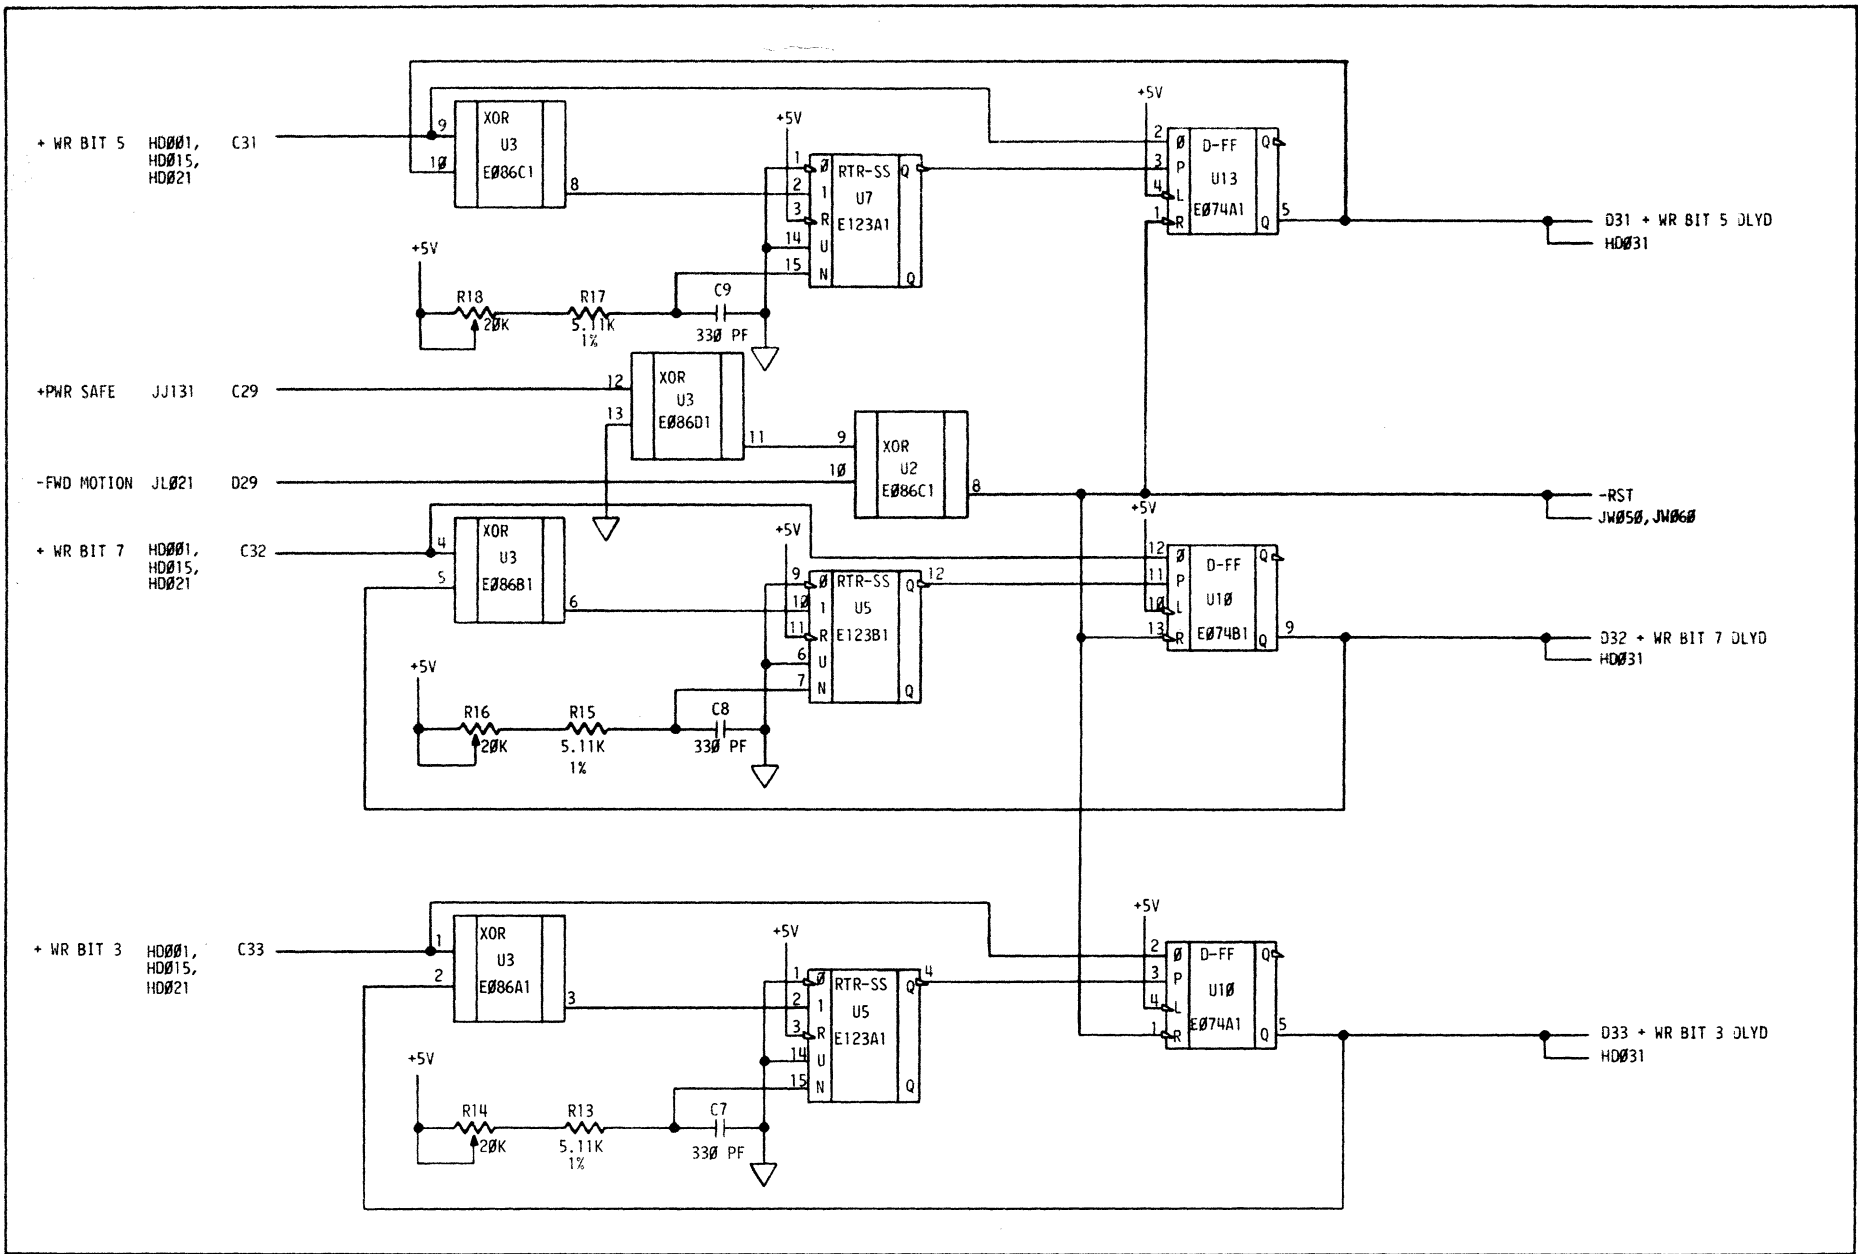 +5V
+ WR BIT 5 HDØØ1, C31
HDØ15,
HDØ21
9
1Ø
XOR
U3
EØ86C1
8
+5V
1
2
3
14
15
Ø
1
R
U
N
RTR-SS
U7
E123A1
Q
Q
2
3
4
1
Ø
P
L
R
D-FF
U13
EØ74A1
Q
Q
5
D31 + WR BIT 5 DLYD
HDØ31
+5V
R18
2ØK
R17
5.11K
1%
C9
33Ø PF
+PWR SAFE JJ131 C29
12
13
XOR
U3
EØ86D1
11
9
1Ø
XOR
U2
EØ86C1
8
-FWD MOTION JLØ21 D29
-RST
JWØ5Ø,JWØ6Ø
+ WR BIT 7 HDØØ1, C32
HDØ15,
HDØ21
4
5
XOR
U3
EØ86B1
6
+5V
9
1Ø
11
6
7
Ø
1
R
U
N
RTR-SS
U5
E123B1
Q
Q
12
+5V
12
11
1Ø
13
Ø
P
L
R
D-FF
U1Ø
EØ74B1
Q
Q
9
D32 + WR BIT 7 DLYD
HDØ31
+5V
R16
2ØK
R15
5.11K
1%
C8
33Ø PF
+ WR BIT 3 HDØØ1, C33
HDØ15,
HDØ21
1
2
XOR
U3
EØ86A1
3
+5V
1
2
3
14
15
Ø
1
R
U
N
RTR-SS
U5
E123A1
Q
Q
4
+5V
2
3
4
1
Ø
P
L
R
D-FF
U1Ø
EØ74A1
Q
Q
5
D33 + WR BIT 3 DLYD
HDØ31
+5V
R14
2ØK
R13
5.11K
1%
C7
33Ø PF